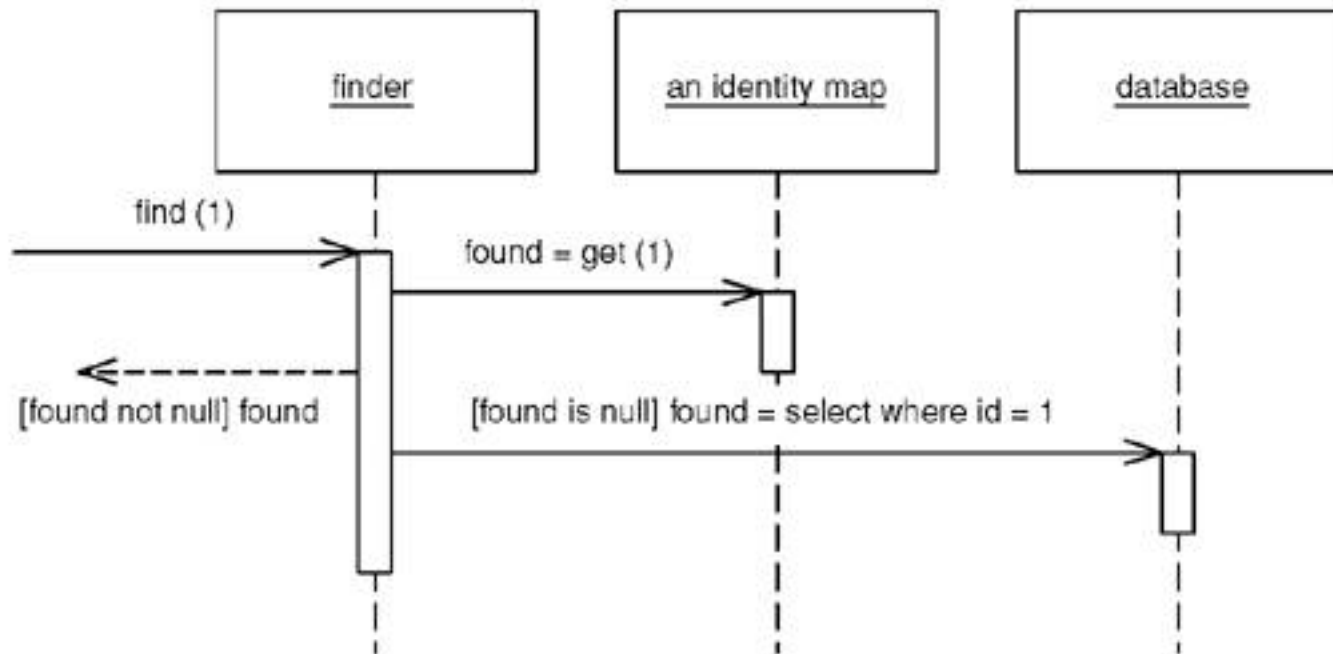 finder
an identity map
database
find (1)
found = get (1)
[found not null] found
[found is null] found = select where id = 1